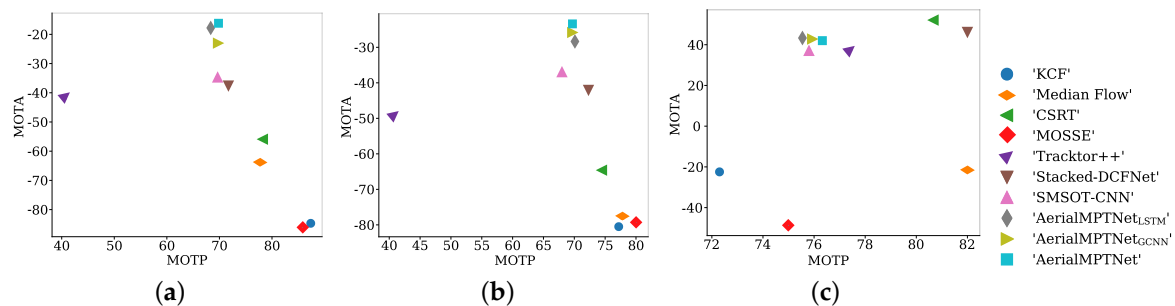 -20
-30
-40
-50
-60
-70
-80
MOTA
40 50 60 70 80
MOTP
(a)
-30
-40
-50
-60
-70
-80
MOTA
40 45 50 55 60 65 70 75 80
MOTP
(b)
40
20
0
-20
-40
MOTA
72 74 76 78 80 82
MOTP
(c)
'KCF'
'Median Flow'
'CSRT'
'MOSSE'
'Tracktor++'
'Stacked-DCFNet'
'SMSOT-CNN'
'AerialMPTNetLSTM'
'AerialMPTNetGCNN'
'AerialMPTNet'